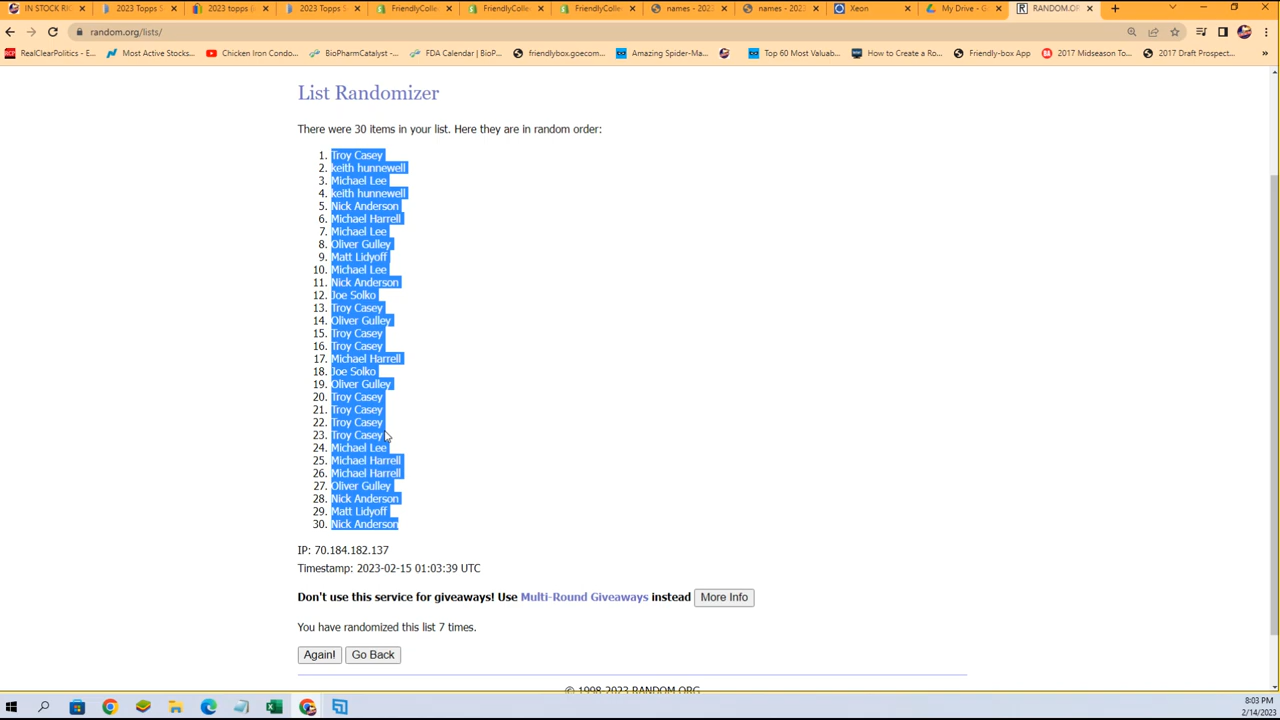 IN STOCK RI
2023 Topps S
2023 topps
2023 Topps S
FriendlyColle
FriendlyColle
FriendlyColle
names - 202
names - 202
Xeon
My Drive - G
RANDOM.OR
random.org/lists/
RealClearPolitics - E...
Most Active Stocks...
Chicken Iron Condo...
BioPharmCatalyst -...
FDA Calendar | BioP...
friendlybox.goecom...
Amazing Spider-Ma...
Top 60 Most Valuab...
How to Create a Ro...
Friendly-box App
2017 Midseason To...
2017 Draft Prospect...
List Randomizer
There were 30 items in your list. Here they are in random order:
1. Troy Casey
2. keith hunnewell
3. Michael Lee
4. keith hunnewell
5. Nick Anderson
6. Michael Harrell
7. Michael Lee
8. Oliver Gulley
9. Matt Lidyoff
10. Michael Lee
11. Nick Anderson
12. Joe Solko
13. Troy Casey
14. Oliver Gulley
15. Troy Casey
16. Troy Casey
17. Michael Harrell
18. Joe Solko
19. Oliver Gulley
20. Troy Casey
21. Troy Casey
22. Troy Casey
23. Troy Casey
24. Michael Lee
25. Michael Harrell
26. Michael Harrell
27. Oliver Gulley
28. Nick Anderson
29. Matt Lidyoff
30. Nick Anderson
IP: 70.184.182.137
Timestamp: 2023-02-15 01:03:39 UTC
Don't use this service for giveaways! Use Multi-Round Giveaways instead More Info
You have randomized this list 7 times.
Again! Go Back
© 1998-2023 RANDOM.ORG
8:03 PM
2/14/2023